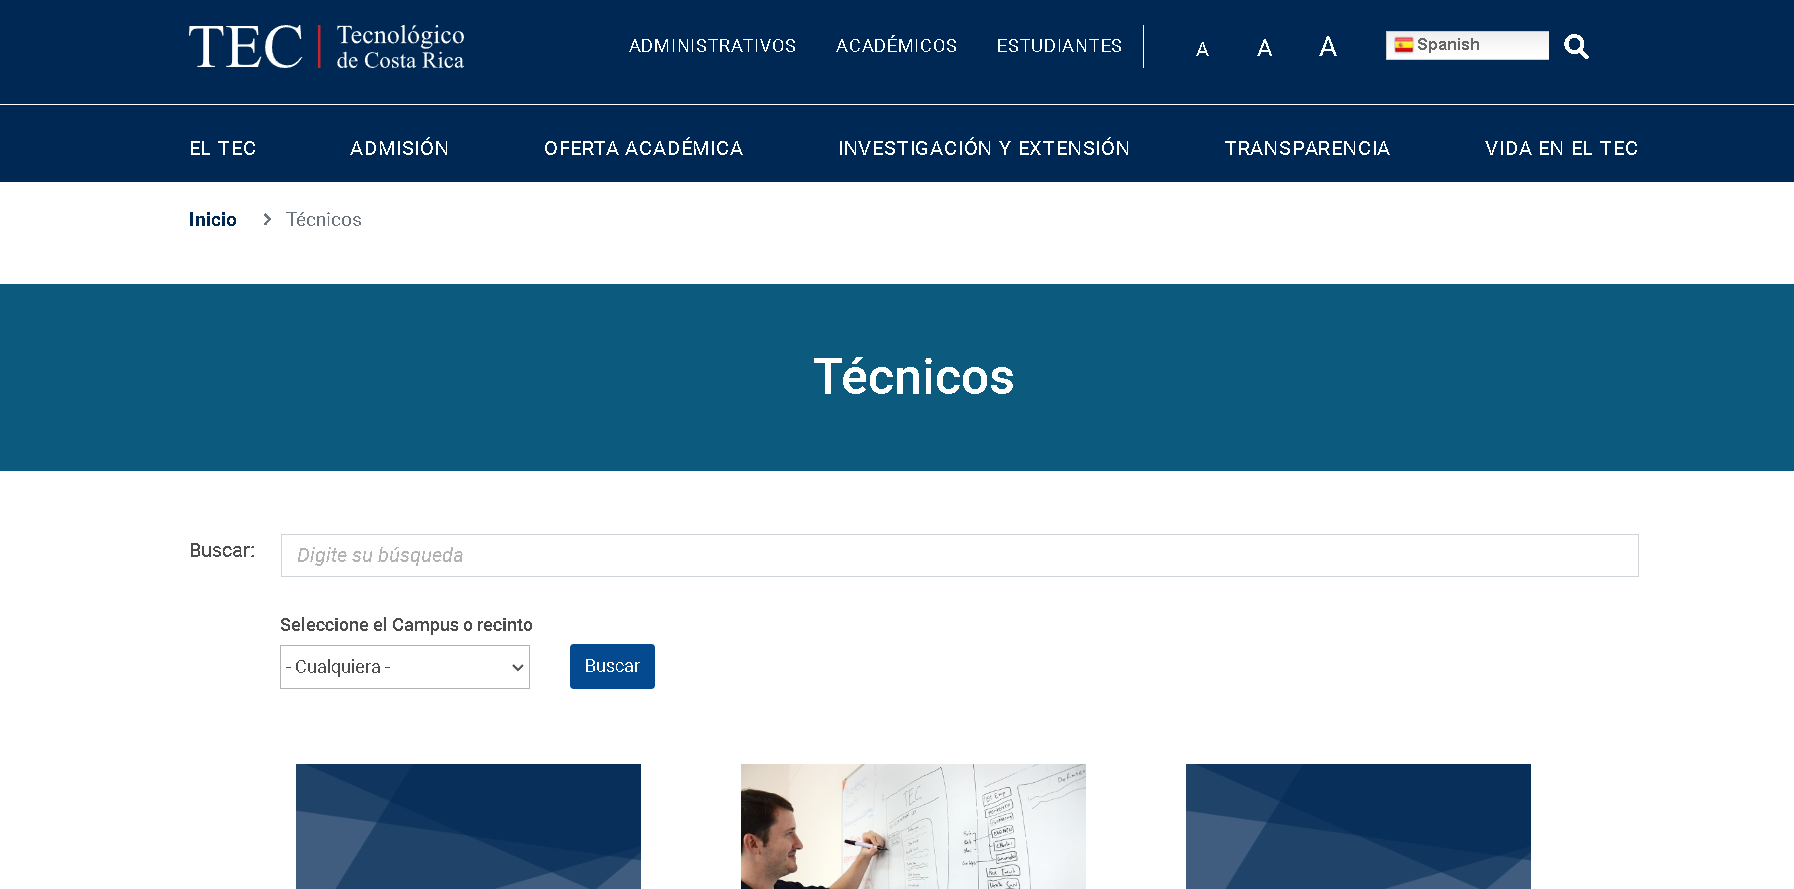 TEC | Tecnológico
de Costa Rica
ADMINISTRATIVOS ACADÉMICOS ESTUDIANTES A A A Spanish
EL TEC ADMISIÓN OFERTA ACADÉMICA INVESTIGACIÓN Y EXTENSIÓN TRANSPARENCIA VIDA EN EL TEC
Inicio > Técnicos
Técnicos
Buscar: Digite su búsqueda
Seleccione el Campus o recinto
- Cualquiera - Buscar
TEC